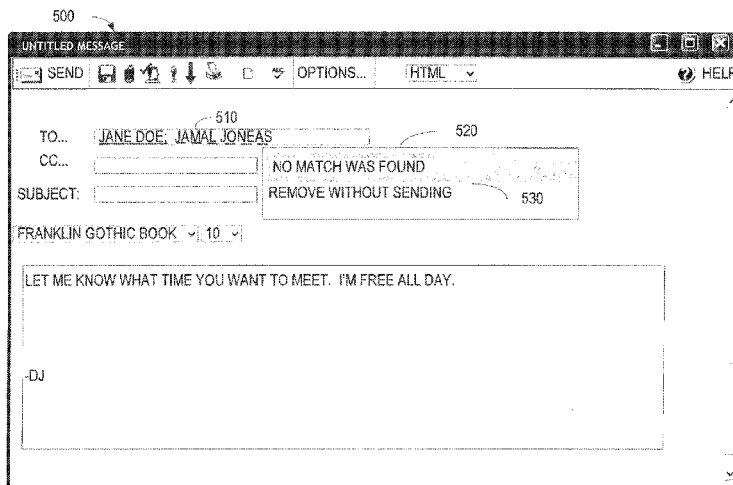 500
UNTITLED MESSAGE
SEND OPTIONS... HTML HELP
510
TO... JANE DOE; JAMAL JONEAS
520
CC...
NO MATCH WAS FOUND
SUBJECT:
REMOVE WITHOUT SENDING
530
FRANKLIN GOTHIC BOOK 10
LET ME KNOW WHAT TIME YOU WANT TO MEET. I'M FREE ALL DAY.
-DJ